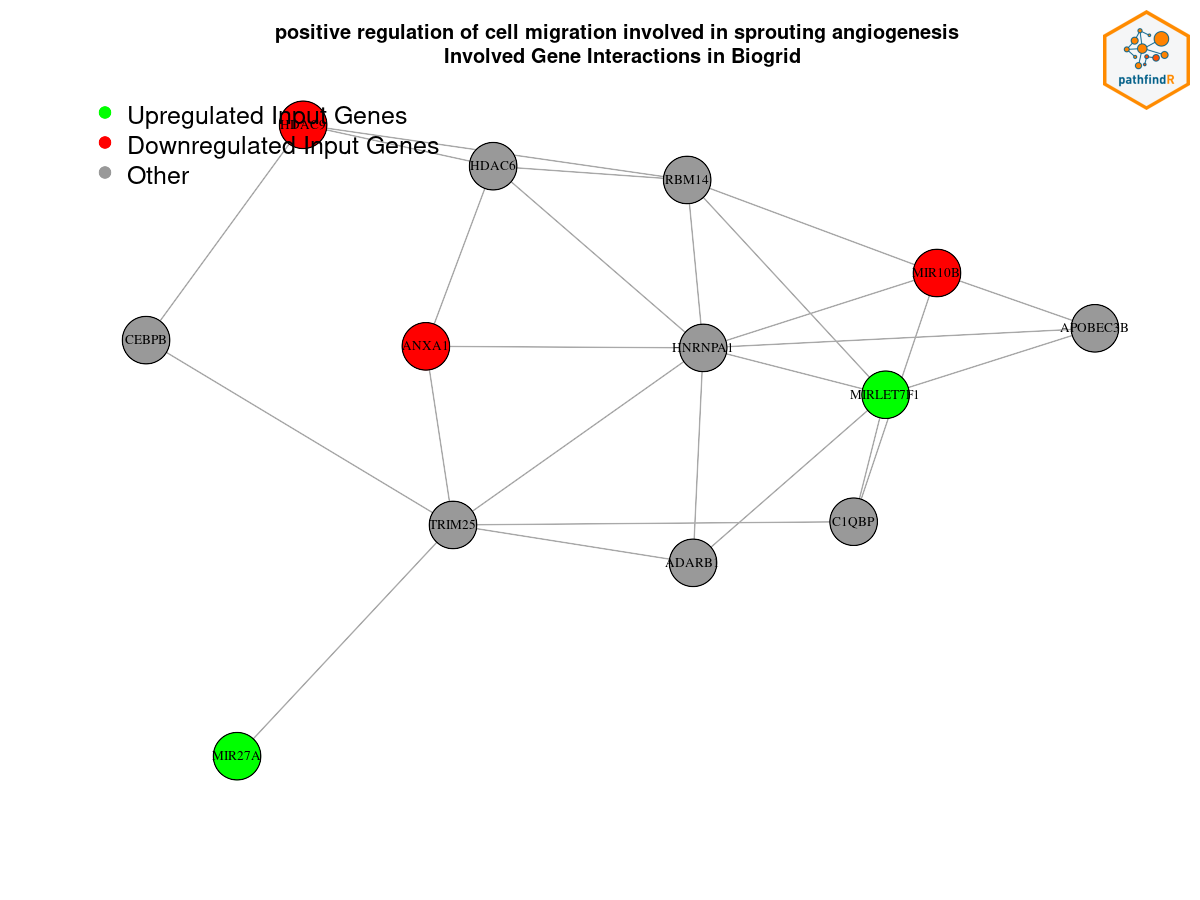 positive regulation of cell migration involved in sprouting angiogenesis
Involved Gene Interactions in Biogrid
pathfindR
Upregulated Input Genes
HDAC9
Downregulated Input Genes
HDAC6
Other
RBM14
MIR10B
APOBEC3B
CEBPB
ANXA1
HNRNPA1
MIRLET7F1
TRIM25
C1QBP
ADARB1
MIR27A